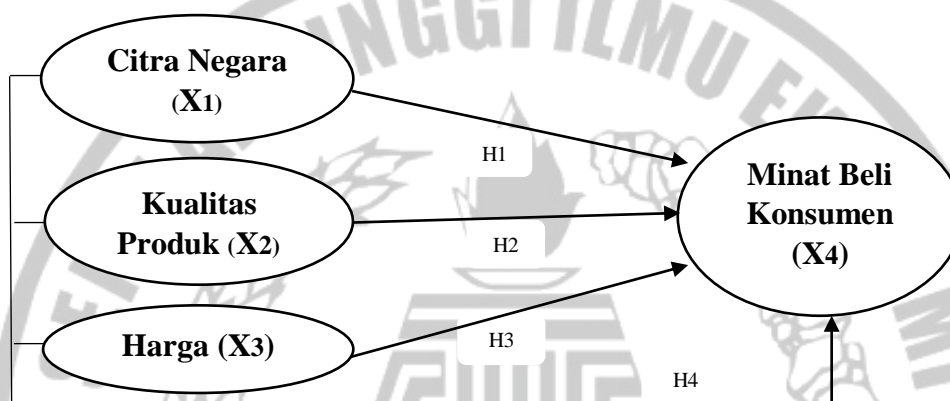 Citra Negara
(X1)
H1
Kualitas
Produk (X2)
H2
Harga (X3)
H3
Minat Beli
Konsumen
(X4)
H4